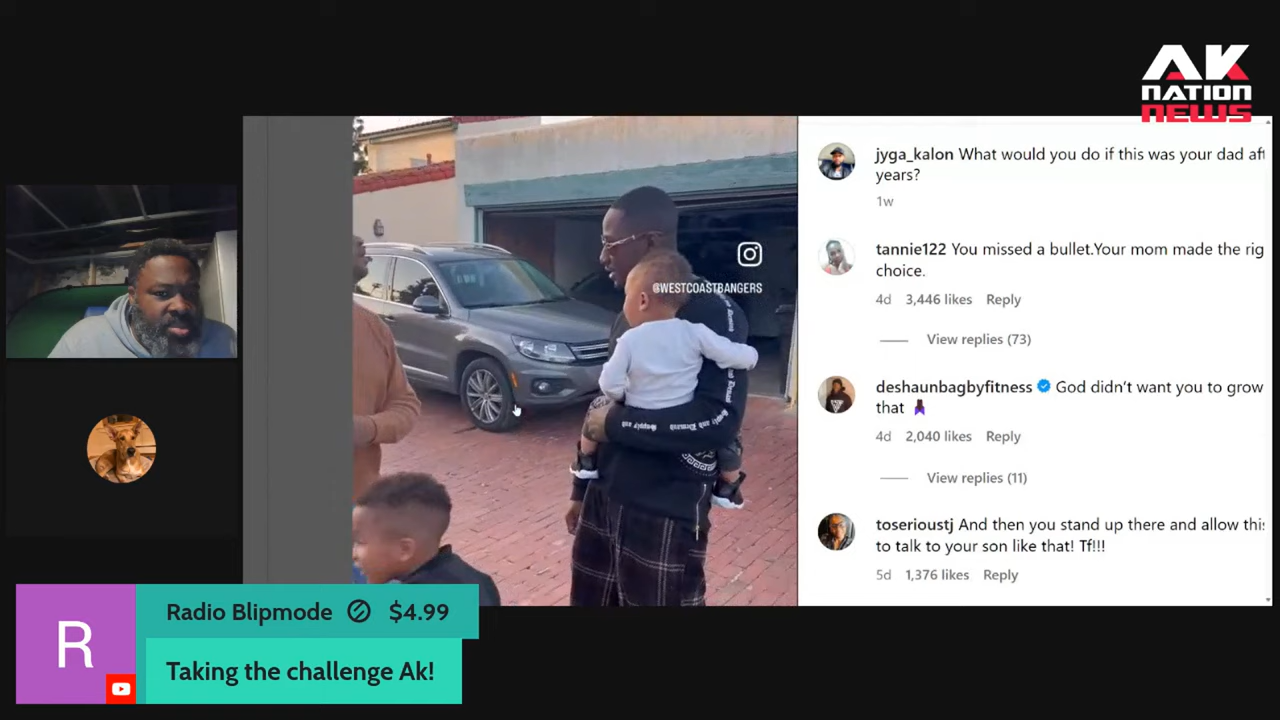 AK
NATION
NEWS
@WESTCOASTBANGERS
jyga_kalon What would you do if this was your dad aft
years?
1w
tannie122 You missed a bullet.Your mom made the rig
choice.
4d 3,446 likes Reply
View replies (73)
deshaunbagbyfitness God didn't want you to grow
that
4d 2,040 likes Reply
View replies (11)
toserioustj And then you stand up there and allow this
to talk to your son like that! Tf!!!
5d 1,376 likes Reply
R
Radio Blipmode $4.99
Taking the challenge Ak!